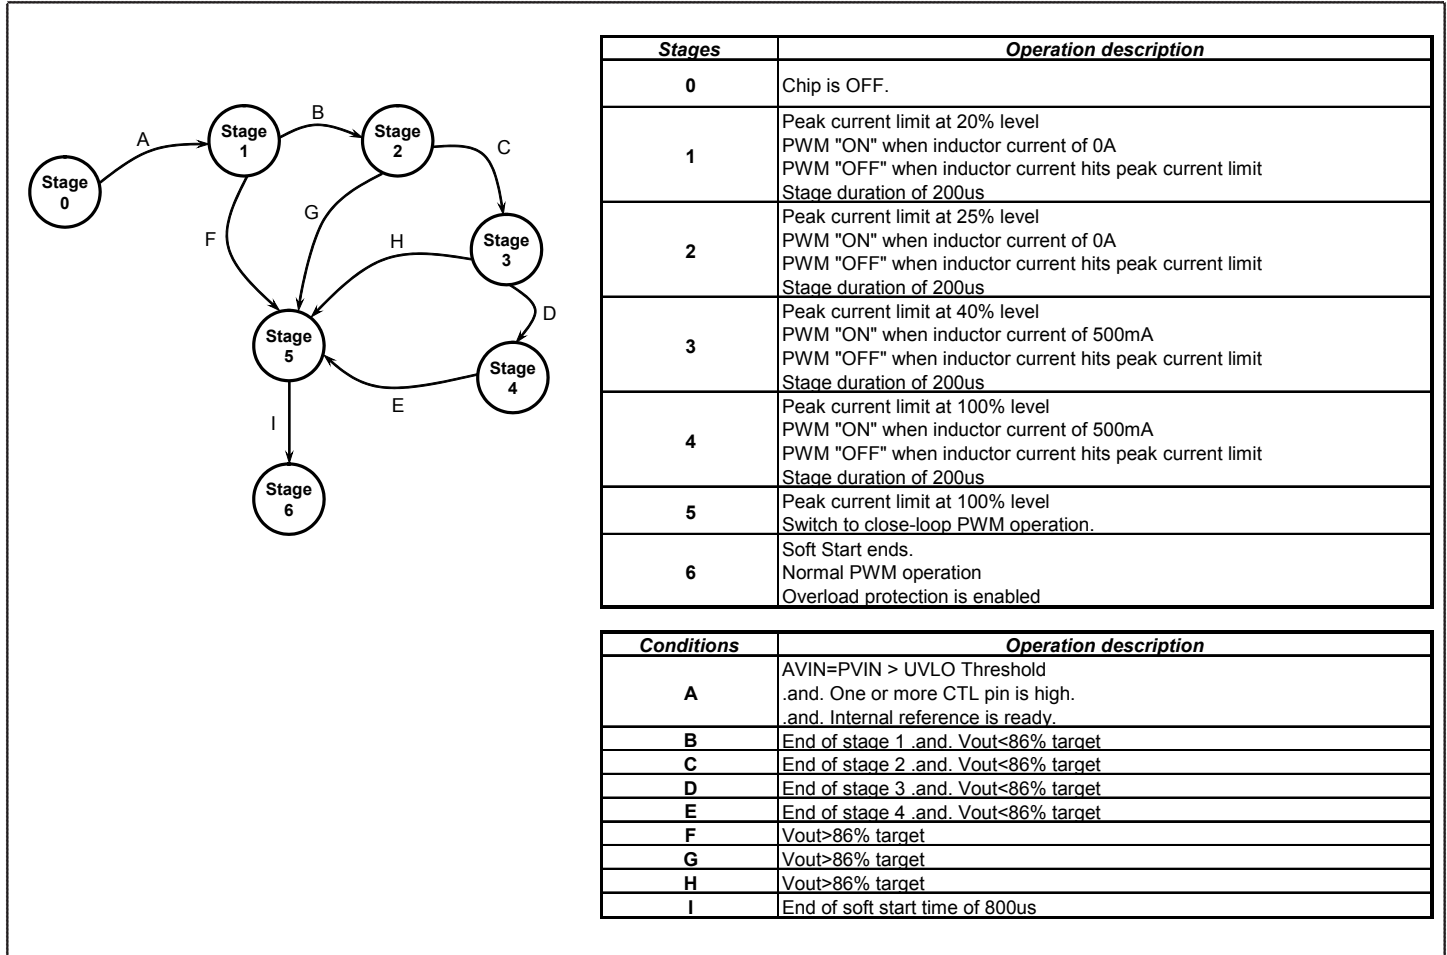 A
B
C
D
E
F
G
H
I
Stage
0
Stage
1
Stage
2
Stage
3
Stage
4
Stage
5
Stage
6
Stages Operation description
0 Chip is OFF.
1
Peak current limit at 20% level
PWM "ON" when inductor current of 0A
PWM "OFF" when inductor current hits peak current limit
Stage duration of 200us
2
Peak current limit at 25% level
PWM "ON" when inductor current of 0A
PWM "OFF" when inductor current hits peak current limit
Stage duration of 200us
3
Peak current limit at 40% level
PWM "ON" when inductor current of 500mA
PWM "OFF" when inductor current hits peak current limit
Stage duration of 200us
4
Peak current limit at 100% level
PWM "ON" when inductor current of 500mA
PWM "OFF" when inductor current hits peak current limit
Stage duration of 200us
5
Peak current limit at 100% level
Switch to close-loop PWM operation.
6
Soft Start ends.
Normal PWM operation
Overload protection is enabled
Conditions Operation description
A
AVIN=PVIN > UVLO Threshold
.and. One or more CTL pin is high.
.and. Internal reference is ready.
B End of stage 1 .and. Vout<86% target
C End of stage 2 .and. Vout<86% target
D End of stage 3 .and. Vout<86% target
E End of stage 4 .and. Vout<86% target
F Vout>86% target
G Vout>86% target
H Vout>86% target
I End of soft start time of 800us